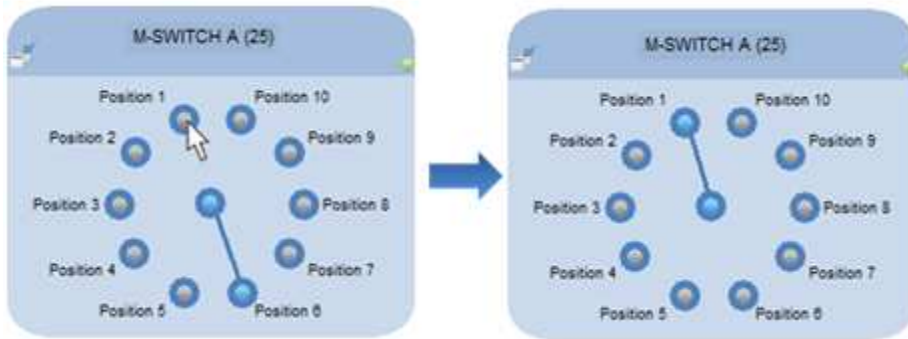 M-SWITCH A (25)
Position 1
Position 10
Position 2
Position 9
Position 3
Position 8
Position 4
Position 7
Position 5
Position 6
M-SWITCH A (25)
Position 1
Position 10
Position 2
Position 9
Position 3
Position 8
Position 4
Position 7
Position 5
Position 6